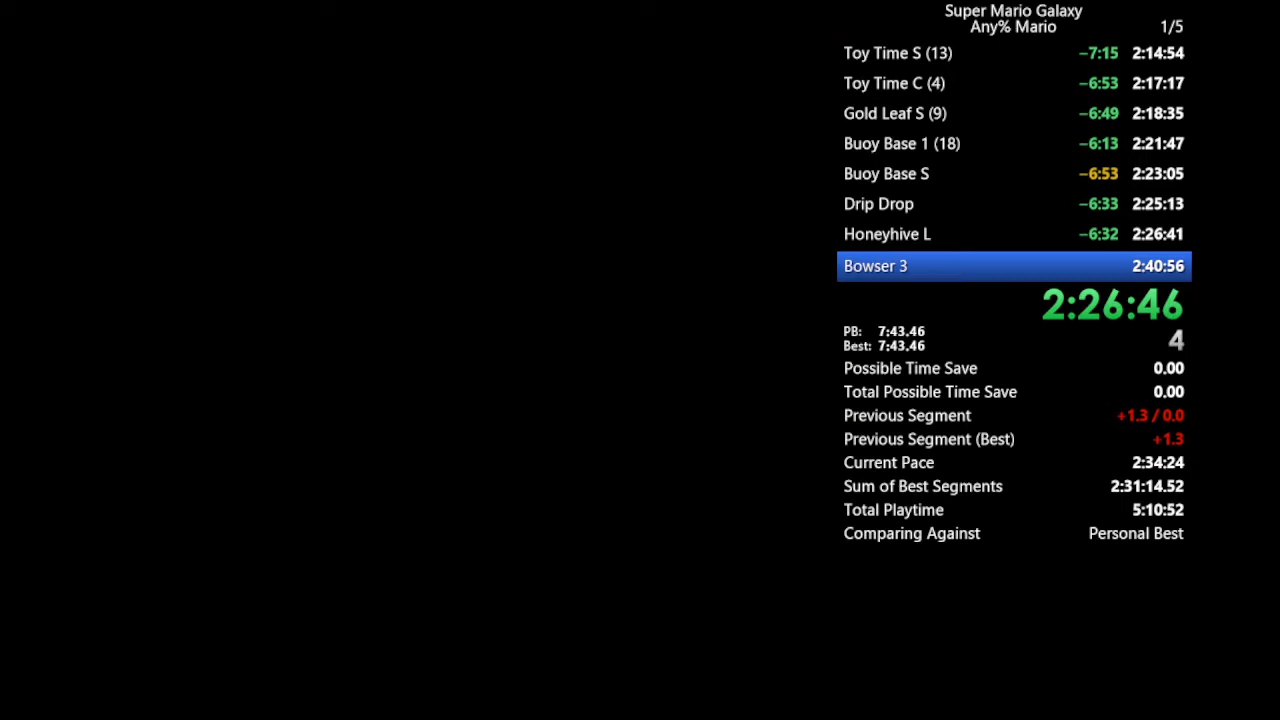 Super Mario Galaxy
Any% Mario 1/5
Toy Time S (13) −7:15 2:14:54
Toy Time C (4) −6:53 2:17:17
Gold Leaf S (9) −6:49 2:18:35
Buoy Base 1 (18) −6:13 2:21:47
Buoy Base S −6:53 2:23:05
Drip Drop −6:33 2:25:13
Honeyhive L −6:32 2:26:41
Bowser 3 2:40:56
2:26:46
PB: 7:43.46
Best: 7:43.46 4
Possible Time Save 0.00
Total Possible Time Save 0.00
Previous Segment +1.3 / 0.0
Previous Segment (Best) +1.3
Current Pace 2:34:24
Sum of Best Segments 2:31:14.52
Total Playtime 5:10:52
Comparing Against Personal Best